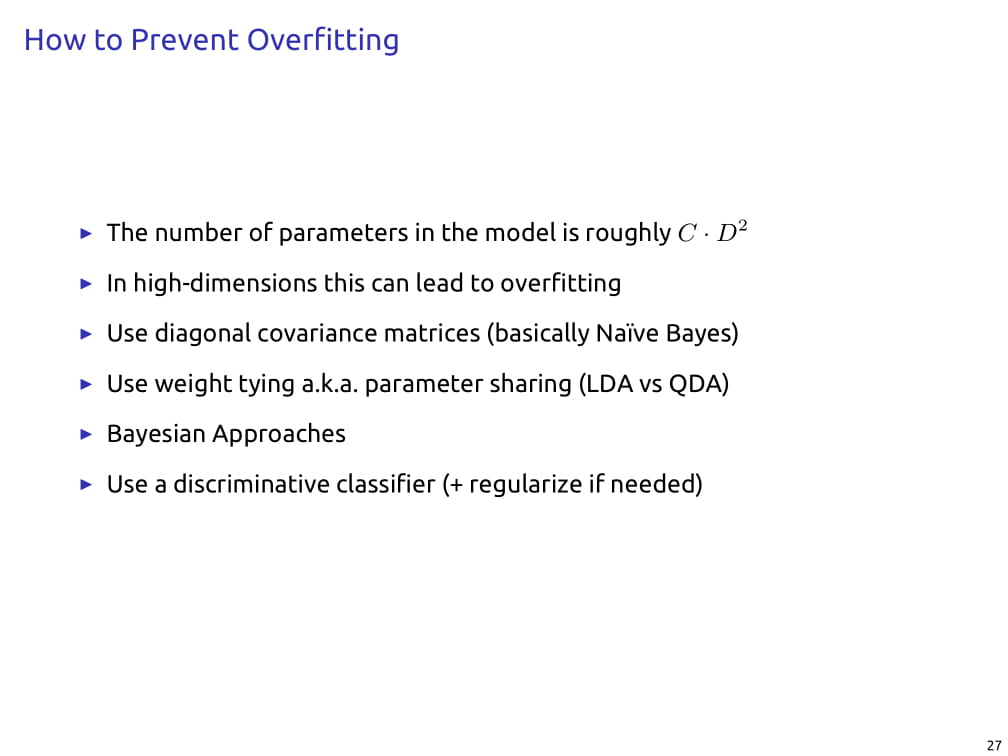 How to Prevent Overfitting
▶ The number of parameters in the model is roughly C · D²
▶ In high-dimensions this can lead to overfitting
▶ Use diagonal covariance matrices (basically Naïve Bayes)
▶ Use weight tying a.k.a. parameter sharing (LDA vs QDA)
▶ Bayesian Approaches
▶ Use a discriminative classifier (+ regularize if needed)
27